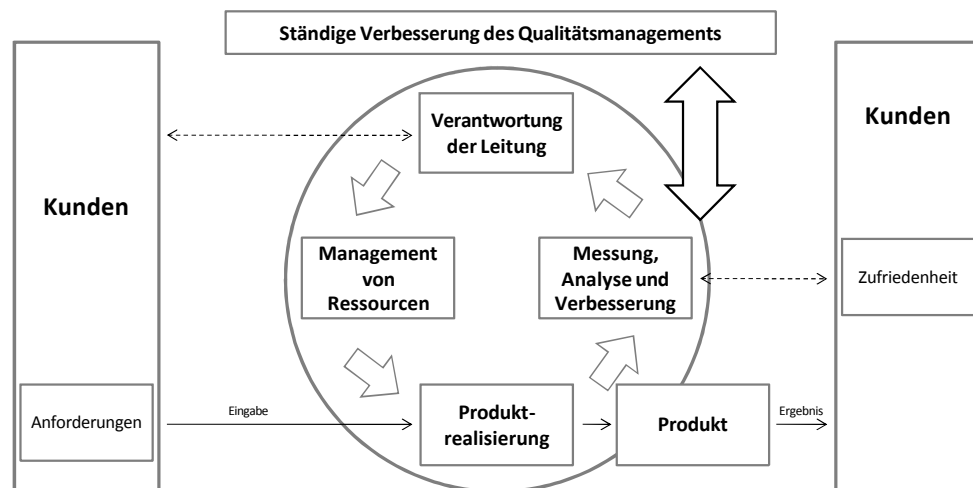 Ständige Verbesserung des Qualitätsmanagements
Kunden
Anforderungen
Eingabe
Verantwortung
der Leitung
Management
von
Ressourcen
Messung,
Analyse und
Verbesserung
Produkt-
realisierung
Produkt
Ergebnis
Kunden
Zufriedenheit